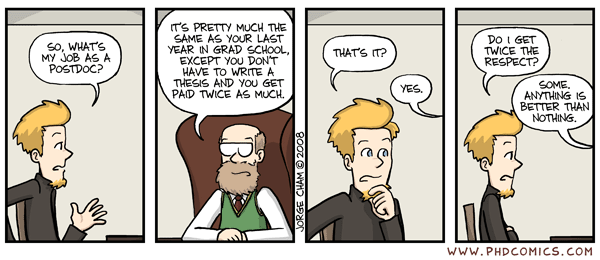 SO, WHAT'S
MY JOB AS A
POSTDOC?
IT'S PRETTY MUCH THE
SAME AS YOUR LAST
YEAR IN GRAD SCHOOL,
EXCEPT YOU DON'T
HAVE TO WRITE A
THESIS AND YOU GET
PAID TWICE AS MUCH.
JORGE CHAM © 2008
THAT'S IT?
YES.
DO I GET
TWICE THE
RESPECT?
SOME.
ANYTHING IS
BETTER THAN
NOTHING.
WWW.PHDCOMICS.COM